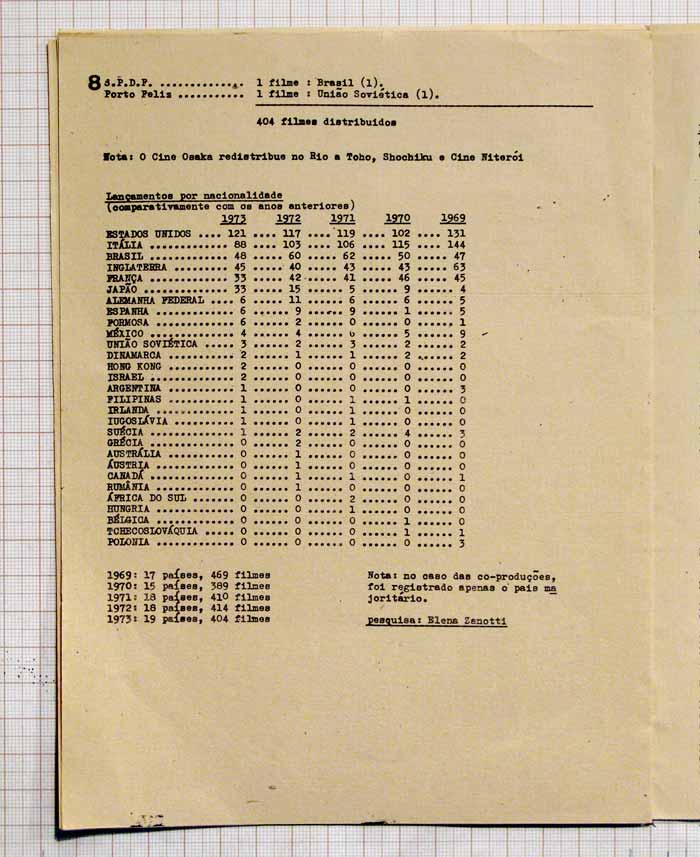 8 S.P.D.F. ............. 1 filme : Brasil (1).
Porto Felis ........... 1 filme : União Soviética (1).
404 filmes distribuidos
Nota: O Cine Osaka redistribue no Rio a Toho, Shochiku e Cine Niterói
Lançamentos por nacionalidade
(comparativamente com os anos anteriores)
1973 1972 1971 1970 1969
ESTADOS UNIDOS .... 121 .... 117 .... 119 .... 102 .... 131
ITÁLIA ............ 88 .... 103 .... 106 .... 115 .... 144
BRASIL ............ 48 ..... 60 ..... 62 ..... 50 ..... 47
INGLATERRA ........ 45 ..... 40 ..... 43 ..... 43 ..... 63
FRANÇA ............ 33 ..... 42 ..... 41 ..... 46 ..... 45
JAPÃO ............. 33 ..... 15 ...... 5 ...... 9 ...... 4
ALEMANHA FEDERAL .... 6 ..... 11 ...... 6 ...... 6 ...... 5
ESPANHA ............ 6 ...... 9 ...... 9 ...... 1 ...... 5
FORMOSA ............ 6 ...... 2 ...... 0 ...... 0 ...... 1
MÉXICO ............. 4 ...... 4 ...... ...... 5 ...... 9
UNIÃO SOVIÉTICA ..... 3 ...... 2 ...... 3 ...... 2 ...... 2
DINAMARCA .......... 2 ...... 1 ...... 1 ...... 2 ...... 2
HONG KONG .......... 2 ...... 0 ...... 0 ...... 0 ...... 0
ISRAEL ............. 2 ...... 0 ...... 0 ...... 0 ...... 0
ARGENTINA .......... 1 ...... 0 ...... 0 ...... 0 ...... 3
FILIPINAS .......... 1 ...... 0 ...... 1 ...... 1 ...... 0
IRLANDA ............ 1 ...... 0 ...... 1 ...... 0 ...... 0
IUGOSLÁVIA ......... 1 ...... 0 ...... 1 ...... 0 ...... 0
SUÉCIA ............. 1 ...... 2 ...... 2 ...... 4 ...... 3
GRÉCIA ............. 0 ...... 2 ...... 0 ...... 0 ...... 0
AUSTRÁLIA .......... 0 ...... 1 ...... 0 ...... 0 ...... 0
ÁUSTRIA ............ 0 ...... 1 ...... 0 ...... 0 ...... 0
CANADÁ ............. 0 ...... 1 ...... 1 ...... 0 ...... 1
RUMÂNIA ............ 0 ...... 1 ...... 0 ...... 0 ...... 0
ÁFRICA DO SUL ....... 0 ...... 0 ...... 2 ...... 0 ...... 0
HUNGRIA ............ 0 ...... 0 ...... 1 ...... 0 ...... 0
BÉLGICA ............ 0 ...... 0 ...... 0 ...... 1 ...... 0
TCHECOSLOVÁQUIA ..... 0 ...... 0 ...... 0 ...... 1 ...... 1
POLONIA ............ 0 ...... 0 ...... 0 ...... 0 ...... 3
1969: 17 países, 469 filmes
1970: 15 países, 389 filmes
1971: 18 países, 410 filmes
1972: 18 países, 414 filmes
1973: 19 países, 404 filmes
Nota: no caso das co-produções,
foi registrado apenas o país ma
joritário.
pesquisa: Elena Zanotti